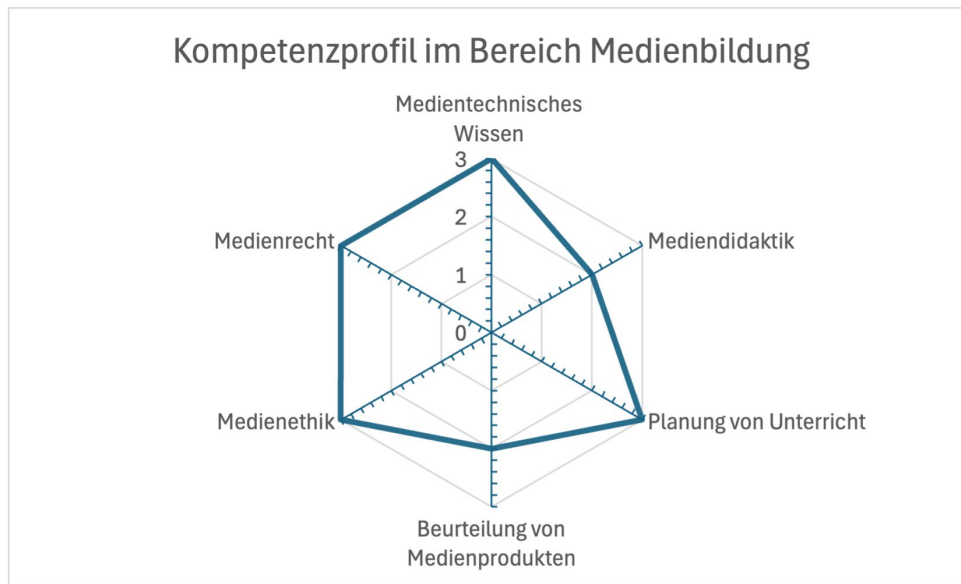 Kompetenzprofil im Bereich Medienbildung
Medientechnisches
Wissen
3
2
1
0
Mediendidaktik
Planung von Unterricht
Beurteilung von
Medienprodukten
Medienethik
Medienrecht